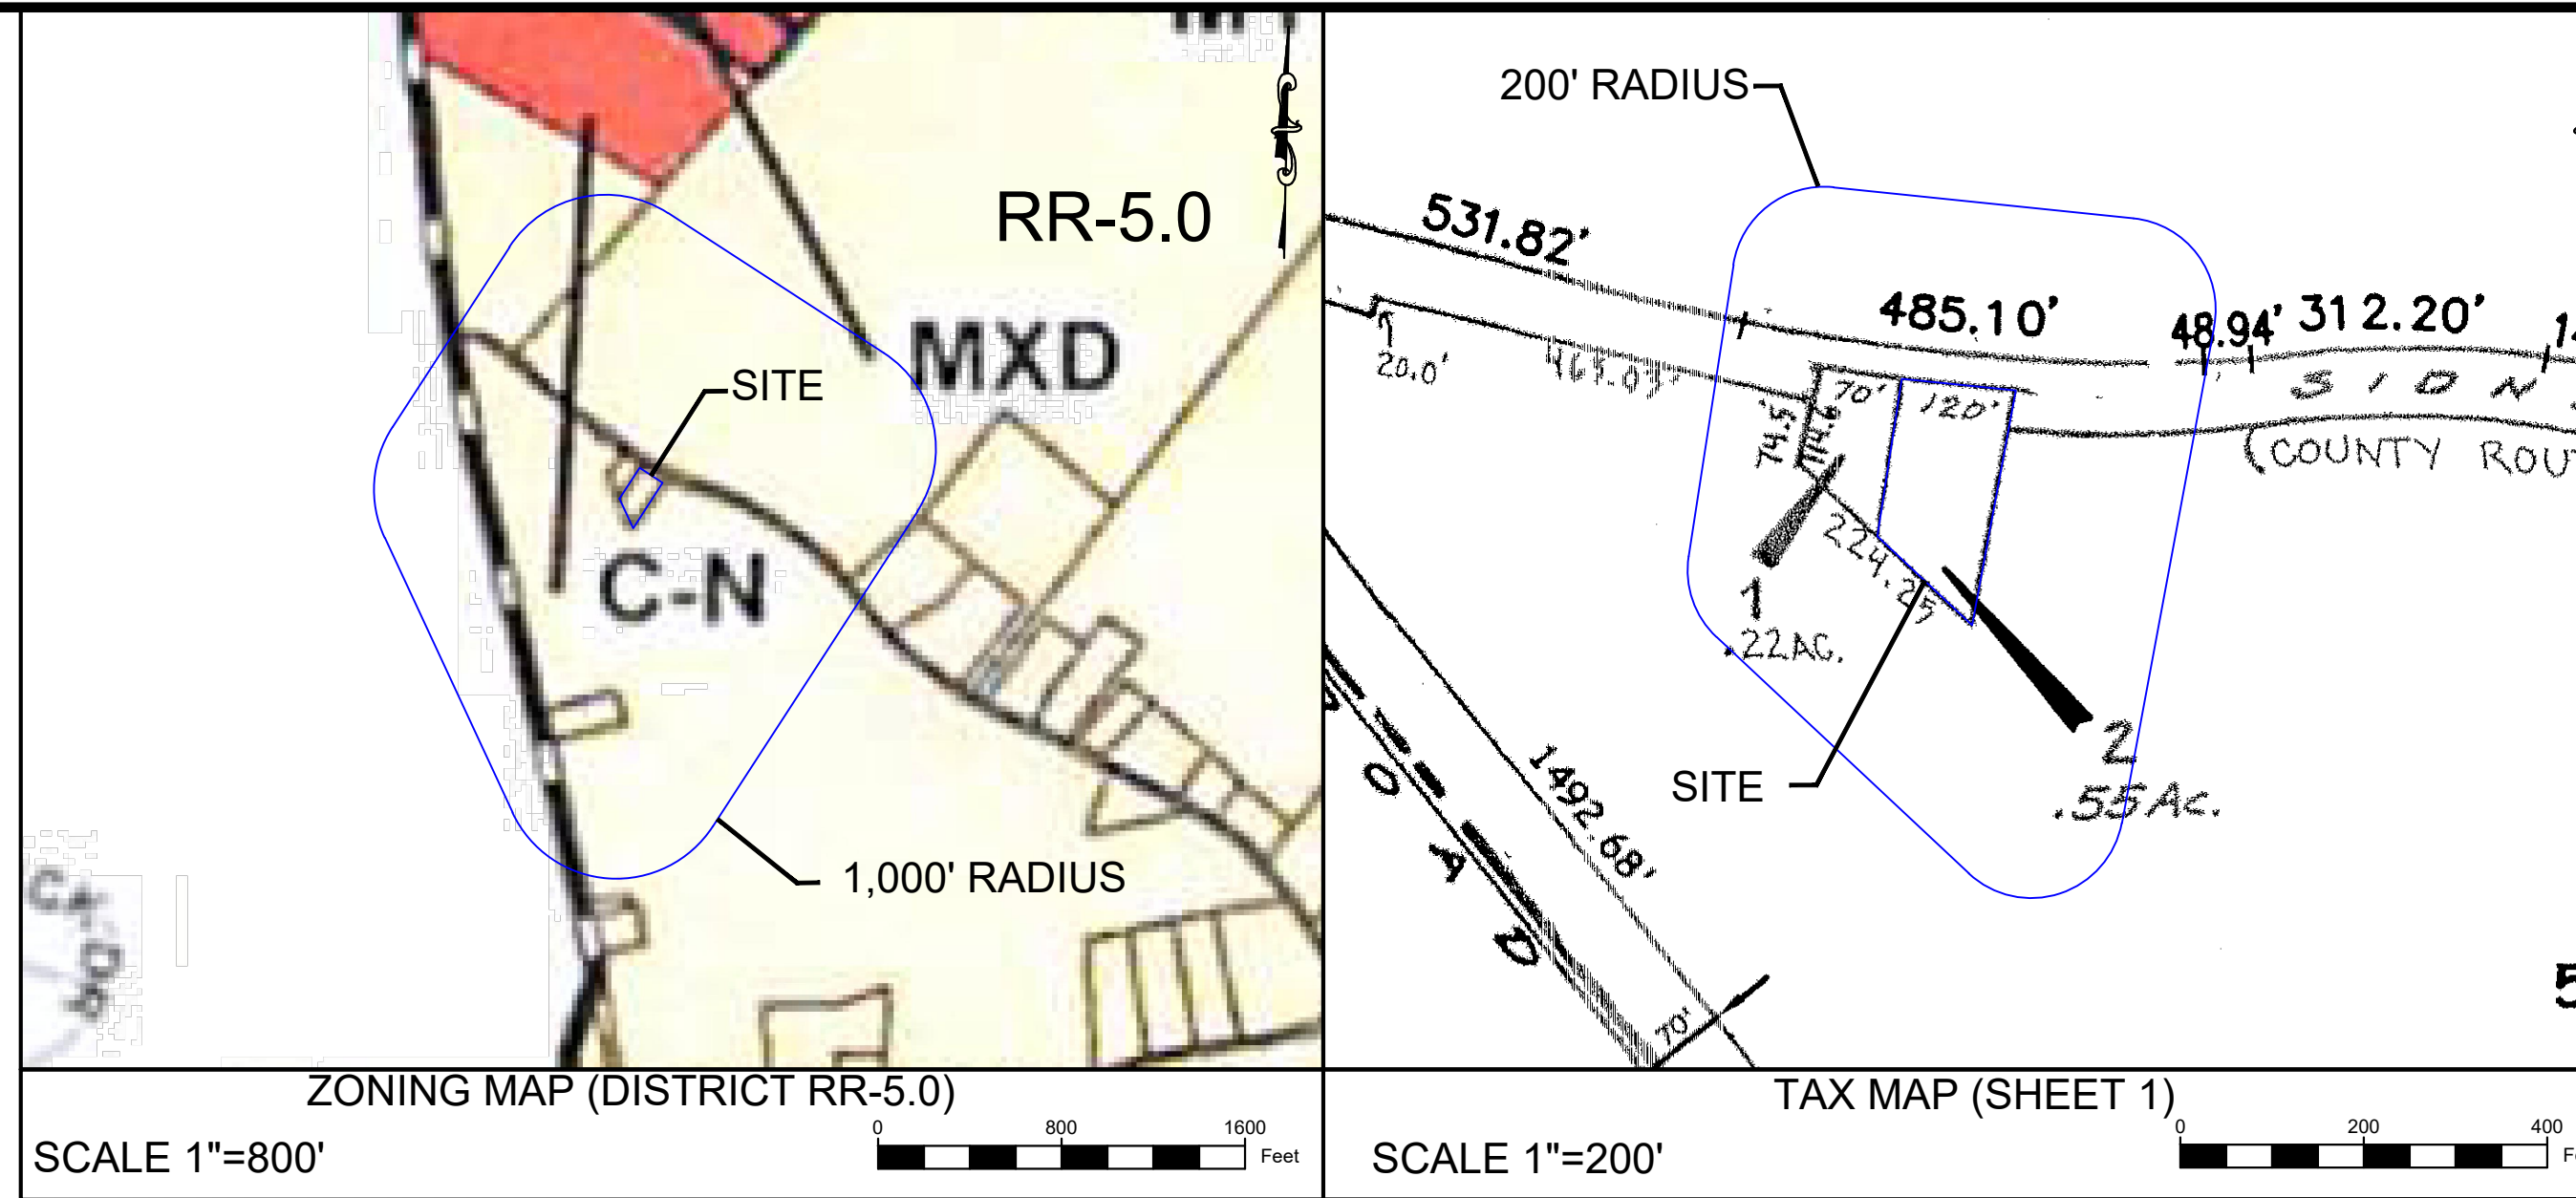 RR-5.0
MXD
SITE
C-N
1,000' RADIUS
ZONING MAP (DISTRICT RR-5.0)
SCALE 1"=800'
0 800 1600
Feet
200' RADIUS
531.82'
485.10'
48.94' 312.20'
20.0'
70'
120'
74.5'
114.6
S I O N
(COUNTY ROU
224.25
1
.22AC.
SITE
2
.55Ac.
1492.68'
O
A
D
70'
TAX MAP (SHEET 1)
SCALE 1"=200'
0 200 400